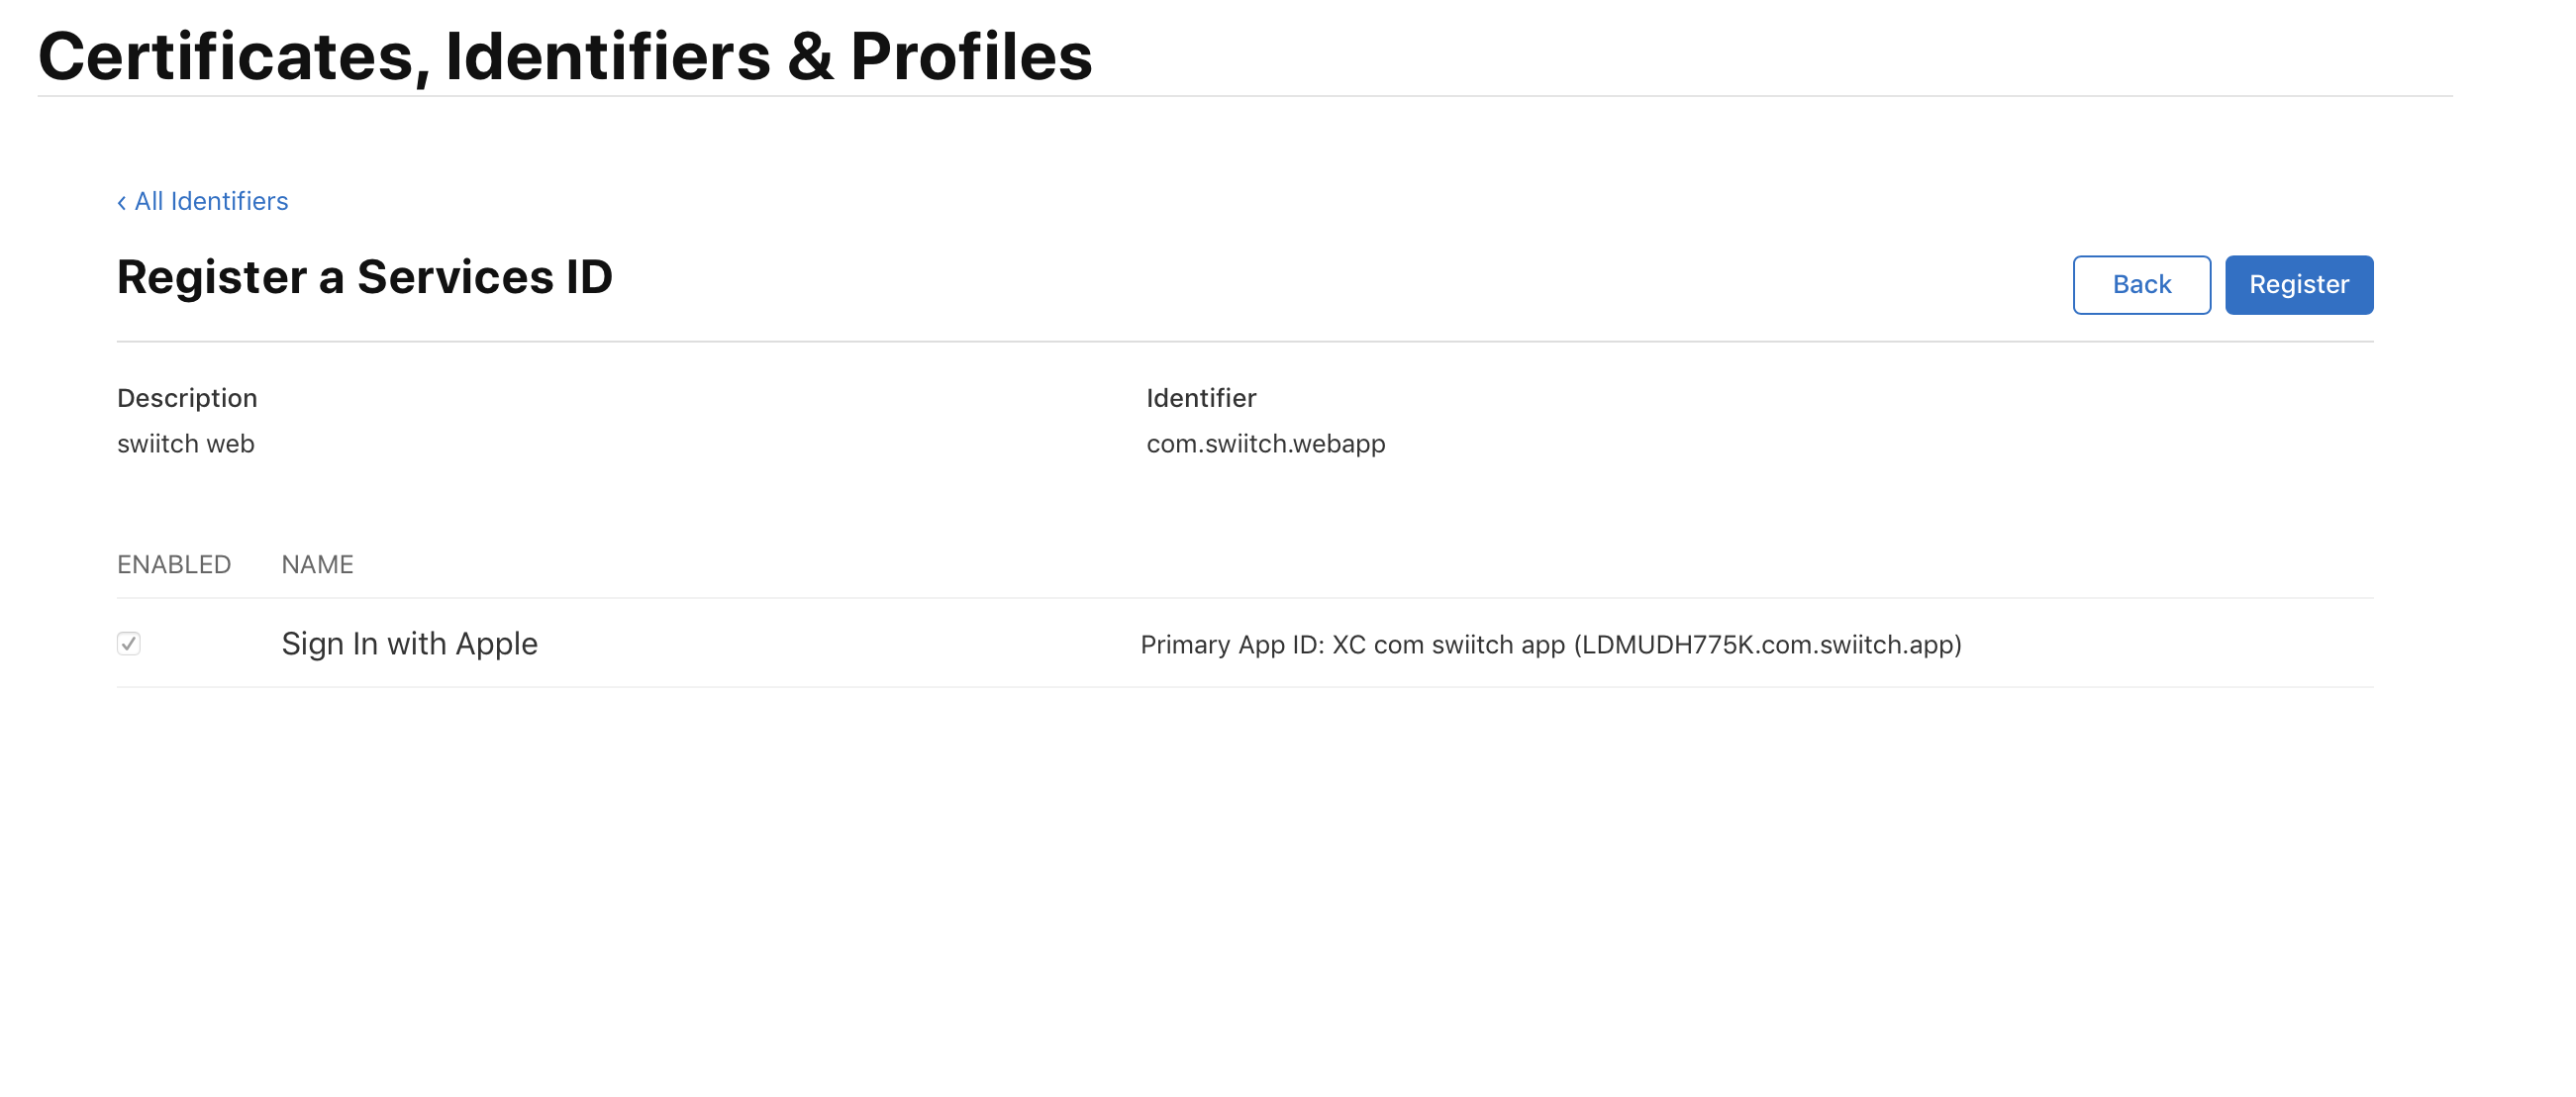 Certificates, Identifiers & Profiles
‹ All Identifiers
Register a Services ID
Back
Register
Description
Identifier
swiitch web
com.swiitch.webapp
ENABLED NAME
Sign In with Apple
Primary App ID: XC com swiitch app (LDMUDH775K.com.swiitch.app)